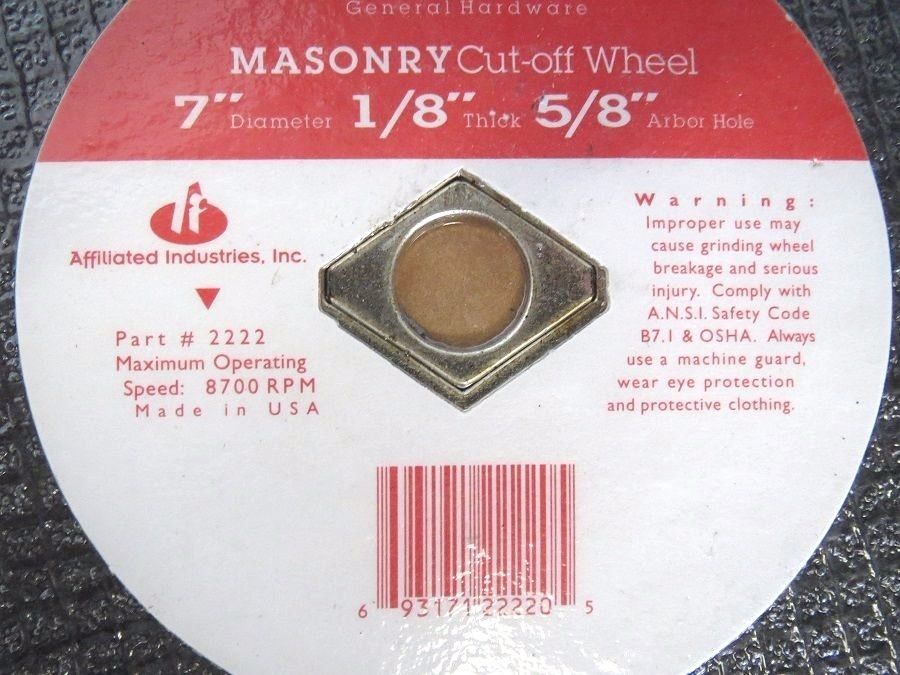 General Hardware
MASONRY Cut-off Wheel
7" Diameter 1/8" Thick 5/8" Arbor Hole
Affiliated Industries, Inc.
Part # 2222
Maximum Operating
Speed: 8700 RPM
Made in USA
Warning:
Improper use may
cause grinding wheel
breakage and serious
injury. Comply with
A.N.S.I. Safety Code
B7.1 & OSHA. Always
use a machine guard,
wear eye protection
and protective clothing.
6 93171 22220 5